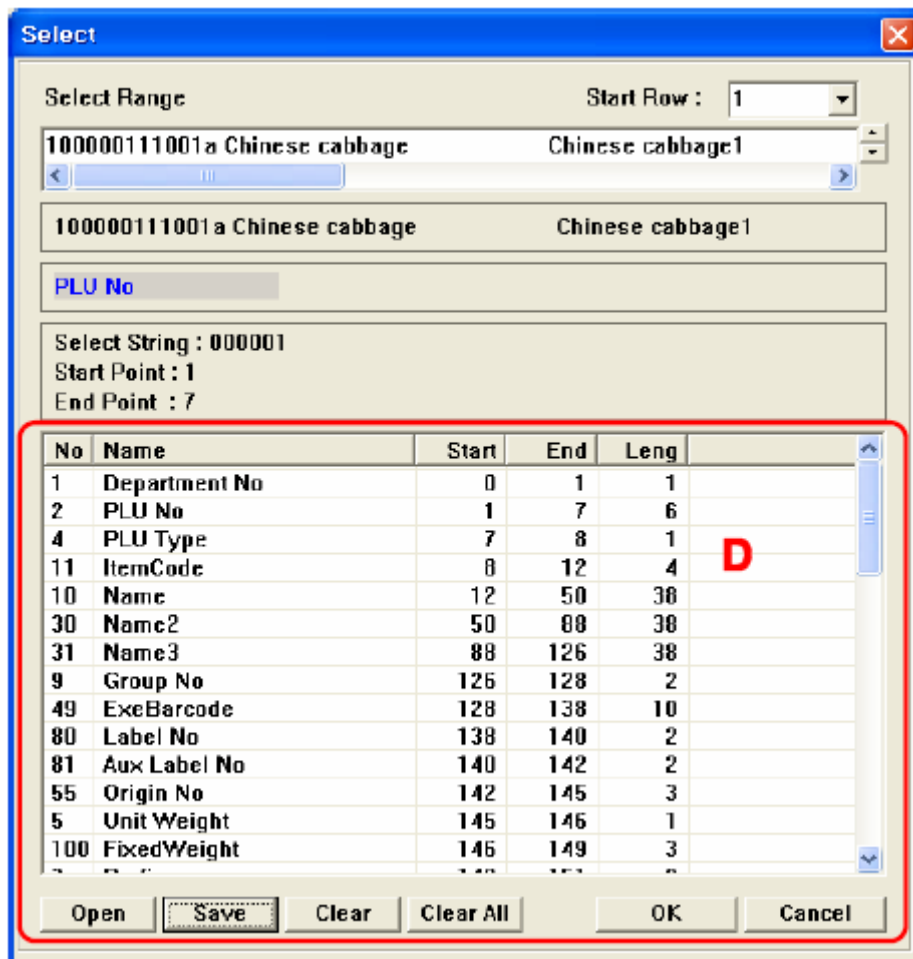 Select
Select Range Start Row : 1
100000111001a Chinese cabbage Chinese cabbage1
100000111001a Chinese cabbage Chinese cabbage1
PLU No
Select String : 000001
Start Point : 1
End Point : 7
No Name Start End Leng
1 Department No 0 1 1
2 PLU No 1 7 6
4 PLU Type 7 8 1
11 ItemCode 8 12 4
10 Name 12 50 38
30 Name2 50 88 38
31 Name3 88 126 38
9 Group No 126 128 2
49 ExeBarcode 128 138 10
80 Label No 138 140 2
81 Aux Label No 140 142 2
55 Origin No 142 145 3
5 Unit Weight 145 146 1
100 FixedWeight 146 149 3
D
Open Save Clear Clear All OK Cancel